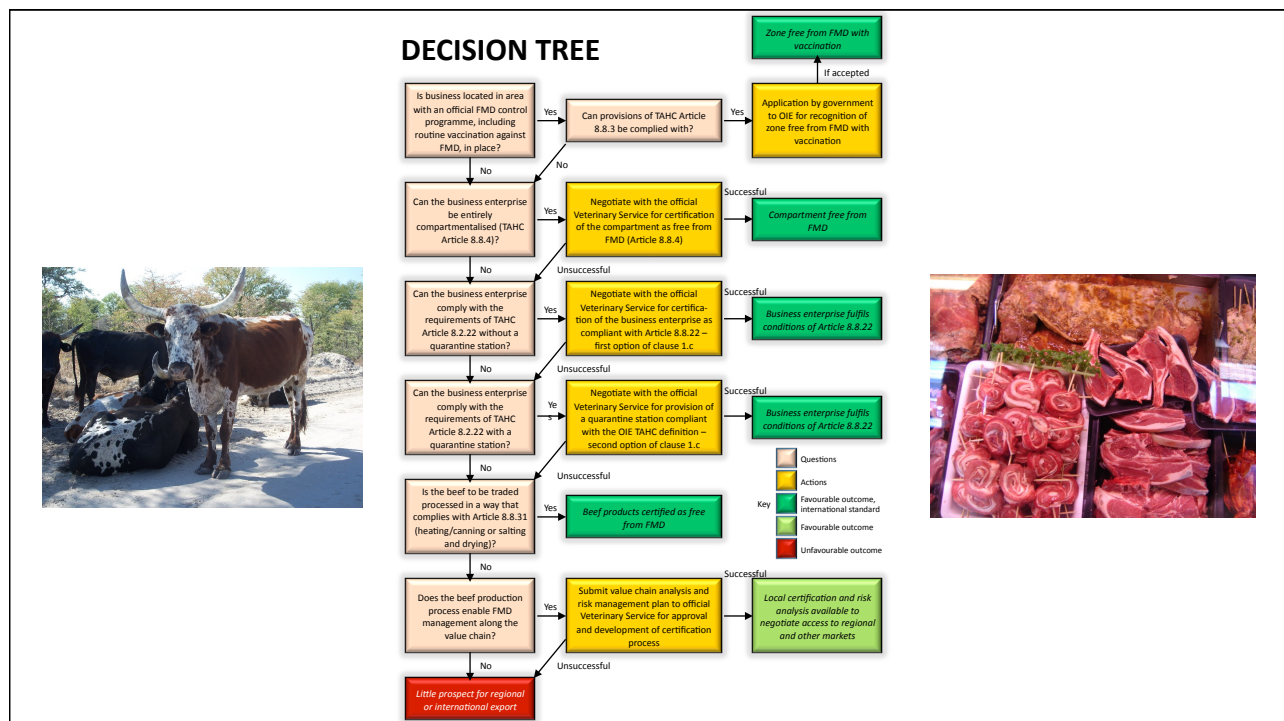 DECISION TREE
Zone free from FMD with
vaccination
If accepted
Is business located in area
with an official FMD control
programme, including
routine vaccination against
FMD, in place?
Yes
Can provisions of TAHC Article
8.8.3 be complied with?
Yes
Application by government
to OIE for recognition of
zone free from FMD with
vaccination
No
No
Can the business enterprise
be entirely
compartmentalised (TAHC
Article 8.8.4)?
Yes
Negotiate with the official
Veterinary Service for certification
of the compartment as free from
FMD (Article 8.8.4)
Successful
Compartment free from
FMD
No
Unsuccessful
Can the business enterprise
comply with the
requirements of TAHC
Article 8.2.22 without a
quarantine station?
Yes
Negotiate with the official
Veterinary Service for certifica-
tion of the business enterprise as
compliant with Article 8.8.22 –
first option of clause 1.c
Successful
Business enterprise fulfils
conditions of Article 8.8.22
No
Unsuccessful
Can the business enterprise
comply with the
requirements of TAHC
Article 8.2.22 with a
quarantine station?
Ye
s
Negotiate with the official
Veterinary Service for provision of
a quarantine station compliant
with the OIE TAHC definition –
second option of clause 1.c
Successful
Business enterprise fulfils
conditions of Article 8.8.22
No
Unsuccessful
Is the beef to be traded
processed in a way that
complies with Article 8.8.31
(heating/canning or salting
and drying)?
Yes
Beef products certified as free
from FMD
Key
Questions
Actions
Favourable outcome,
international standard
Favourable outcome
Unfavourable outcome
No
Does the beef production
process enable FMD
management along the
value chain?
Yes
Submit value chain analysis and
risk management plan to official
Veterinary Service for approval
and development of certification
process
Successful
Local certification and risk
analysis available to
negotiate access to regional
and other markets
No
Unsuccessful
Little prospect for regional
or international export